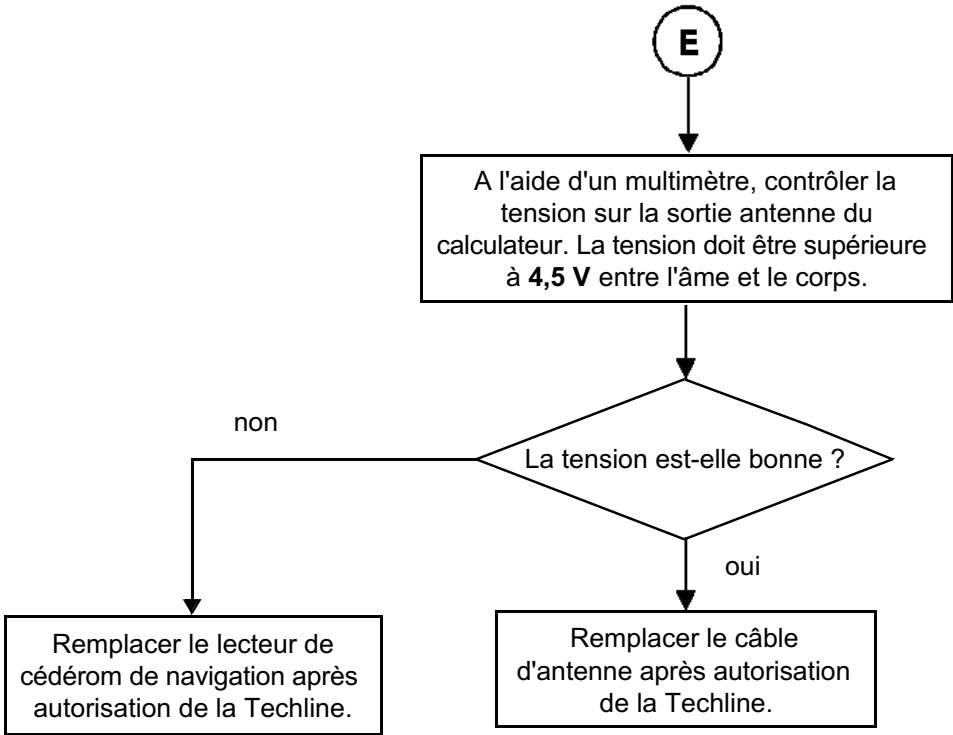 E
A l'aide d'un multimètre, contrôler la
tension sur la sortie antenne du
calculateur. La tension doit être supérieure
à 4,5 V entre l'âme et le corps.
non
La tension est-elle bonne ?
oui
Remplacer le lecteur de
cédérom de navigation après
autorisation de la Techline.
Remplacer le câble
d'antenne après autorisation
de la Techline.